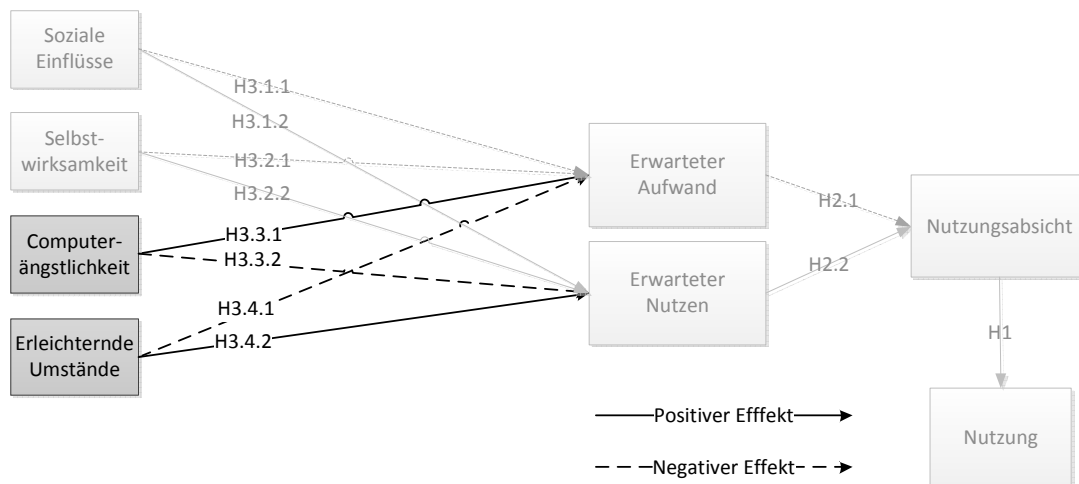 Soziale
Einflüsse
Selbst-
wirksamkeit
Computer-
ängstlichkeit
Erleichternde
Umstände
H3.1.1
H3.1.2
H3.2.1
H3.2.2
H3.3.1
H3.3.2
H3.4.1
H3.4.2
Erwarteter
Aufwand
Erwarteter
Nutzen
H2.1
H2.2
Nutzungsabsicht
H1
Nutzung
Positiver Efffekt
Negativer Effekt